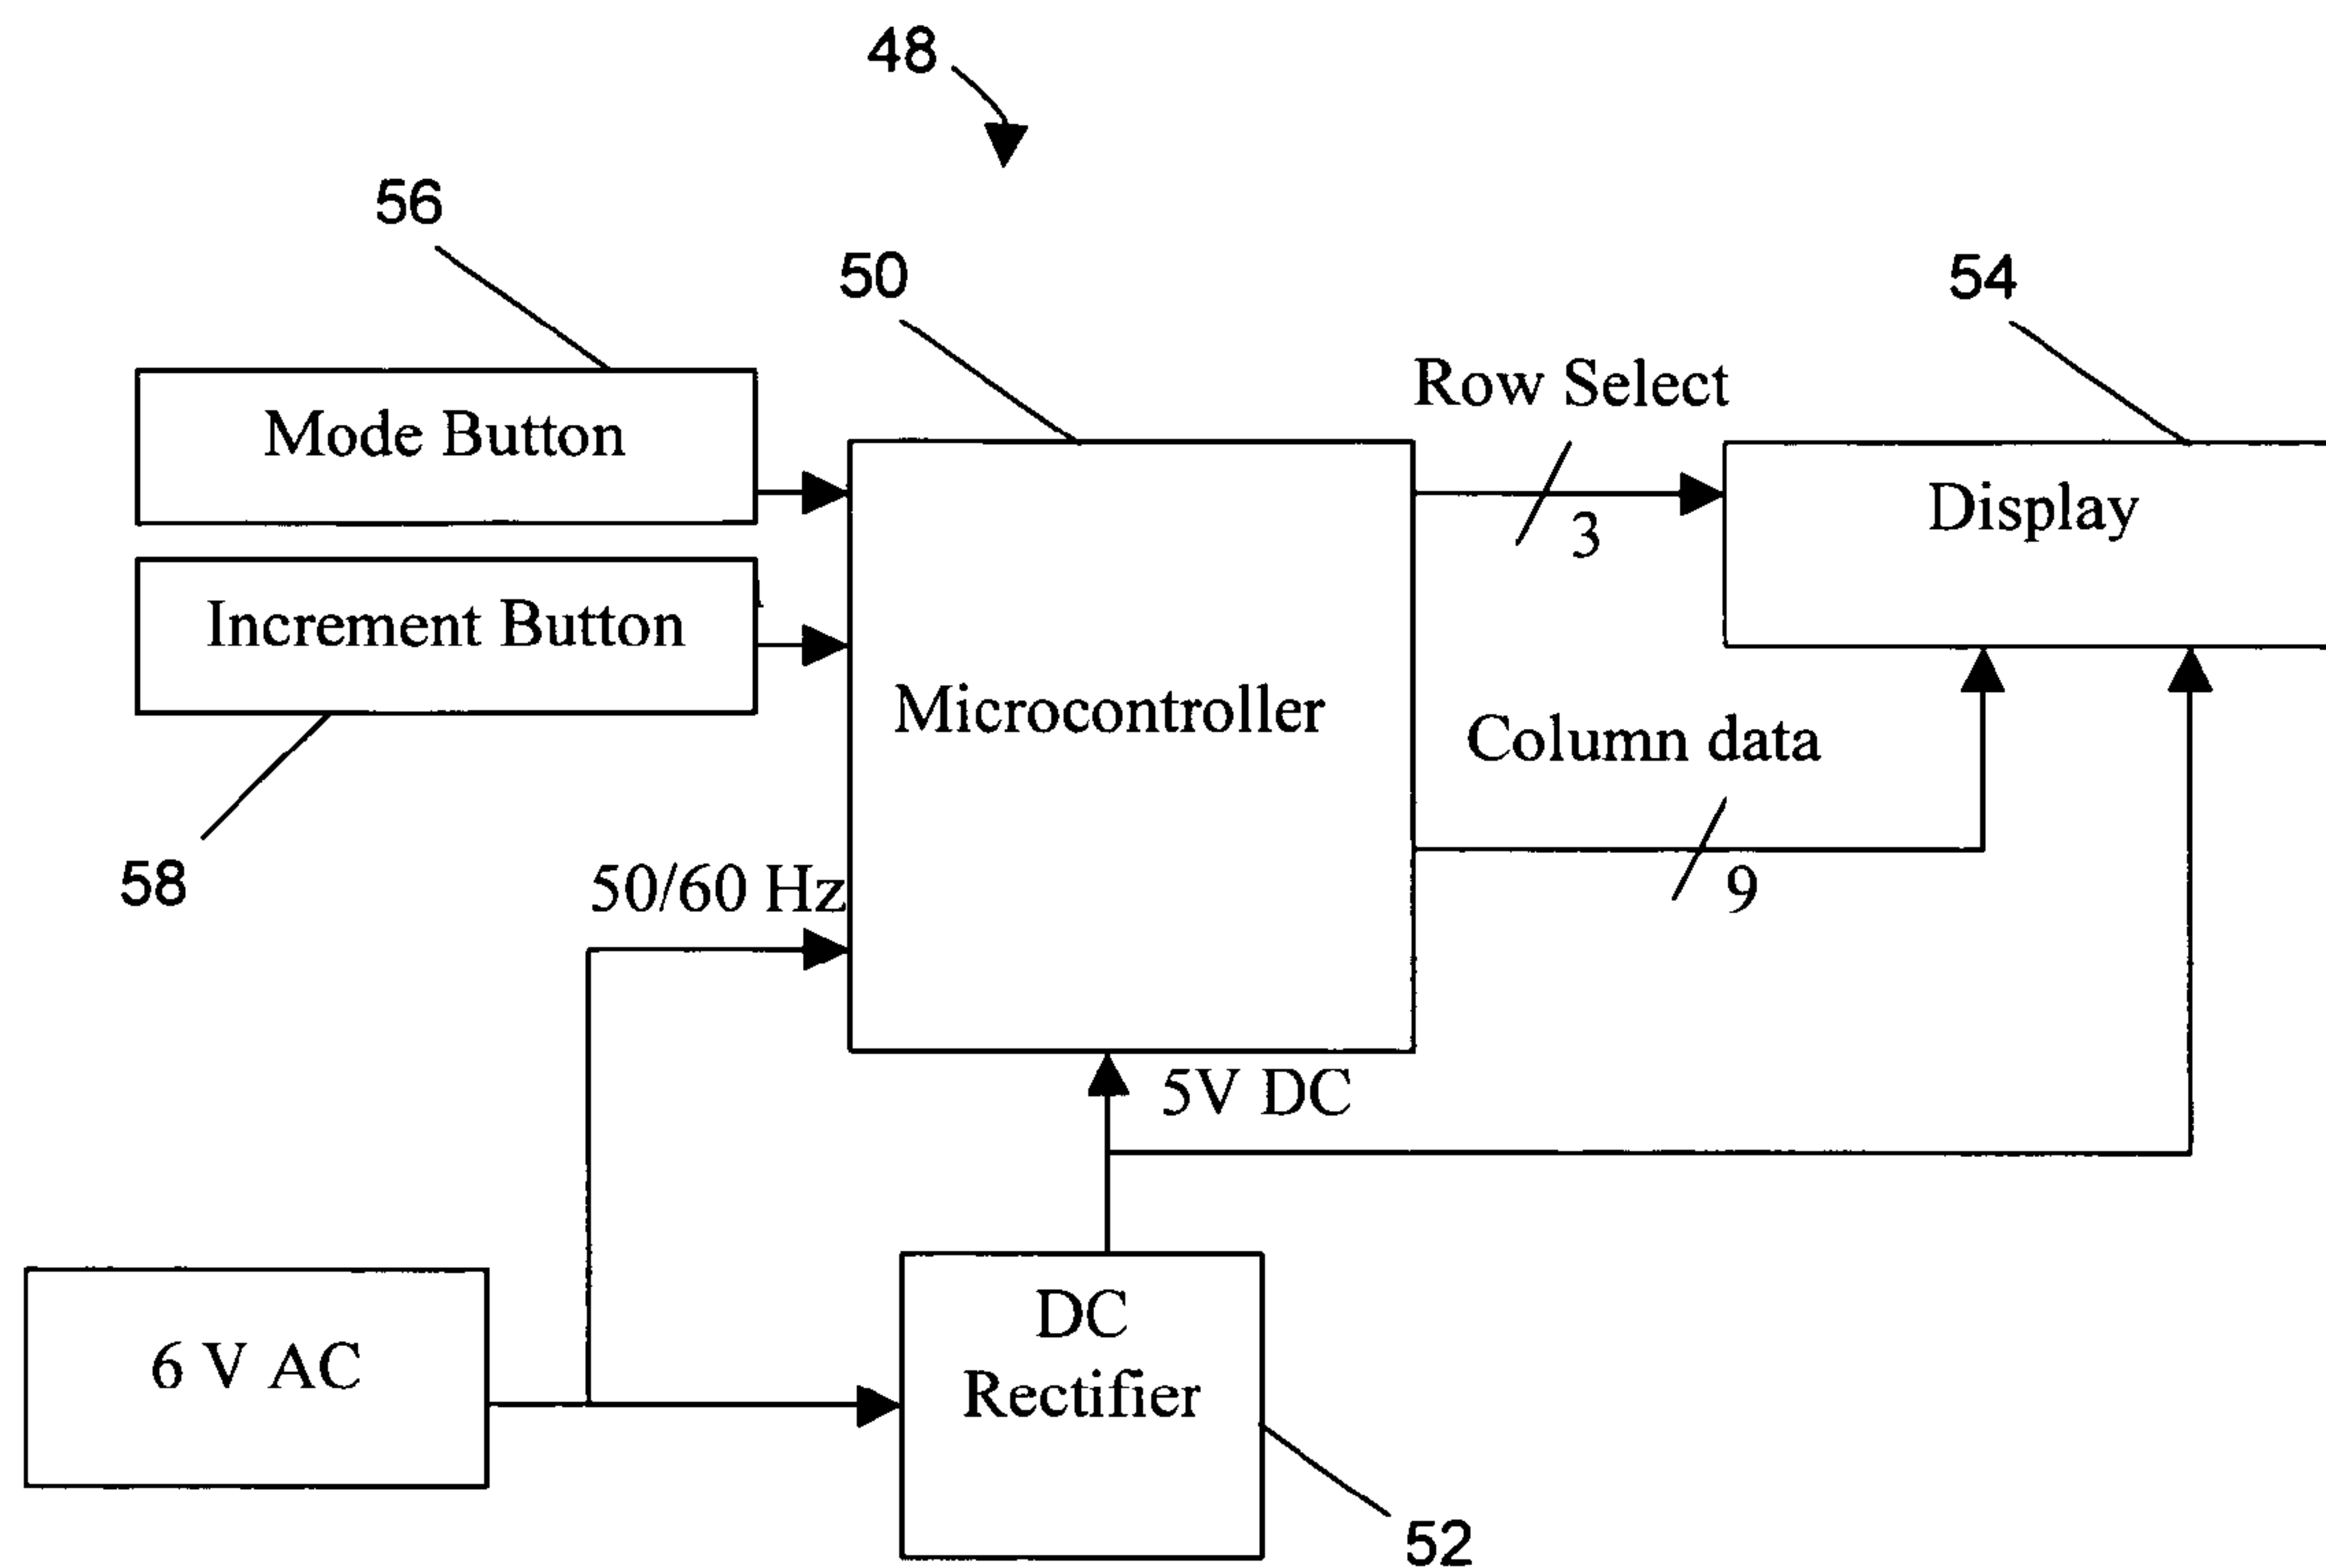 48
56
50
54
Row Select
Mode Button
3
Display
Increment Button
Microcontroller
Column data
58
50/60 Hz
9
5V DC
6 V AC
DC
Rectifier
52